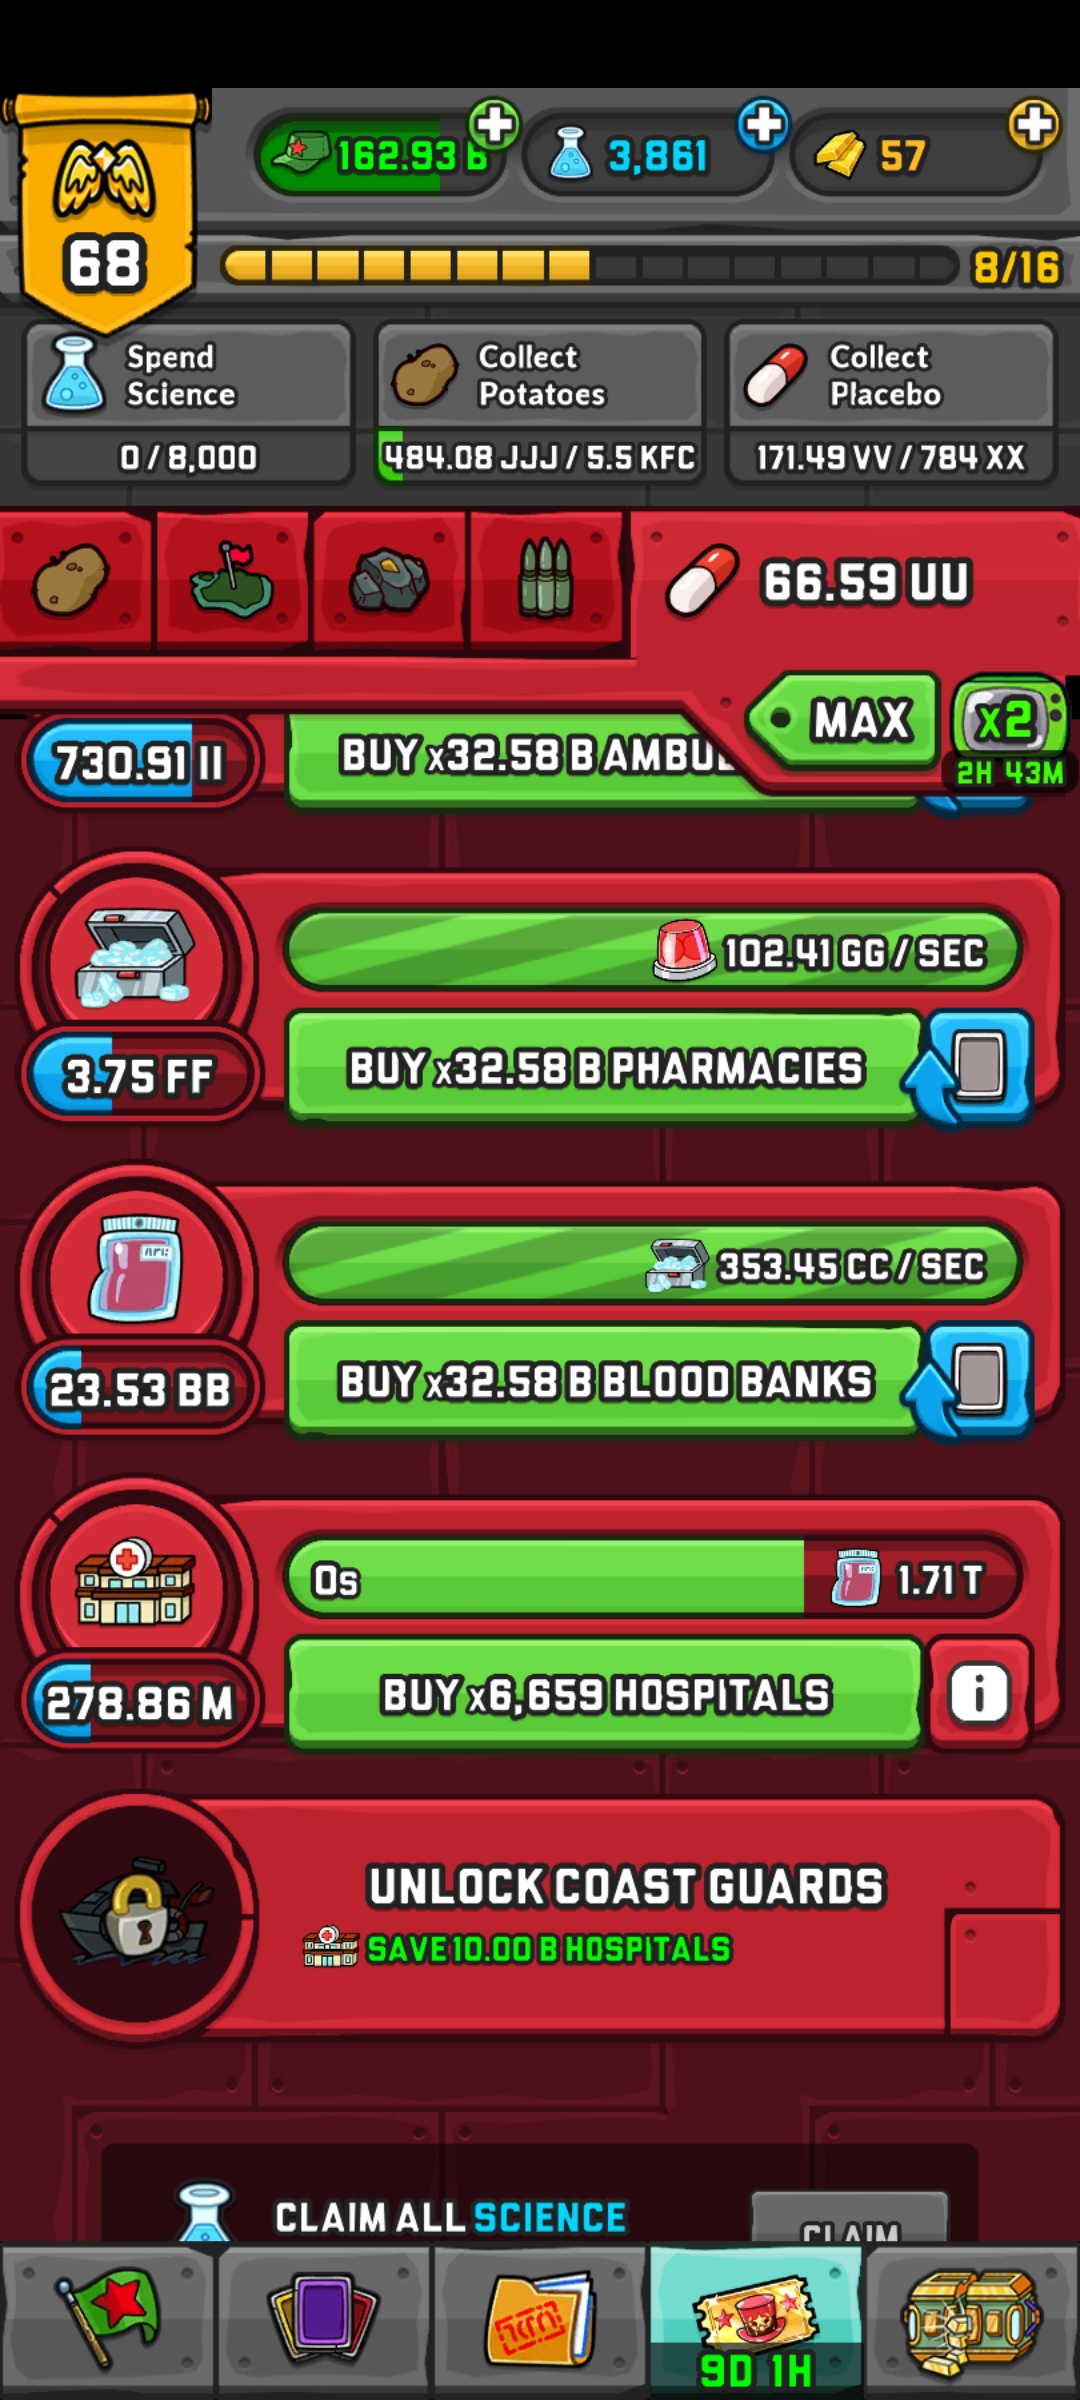 162.93 B
3,861
57
68
8/16
Spend
Science
0 / 8,000
Collect
Potatoes
484.08 JJJ / 5.5 KFC
Collect
Placebo
171.49 VV / 784 XX
66.59 UU
MAX
x2
2H 43M
730.91 II
BUY x32.58 B AMBUL
3.75 FF
102.41 GG / SEC
BUY x32.58 B PHARMACIES
23.53 BB
353.45 CC / SEC
BUY x32.58 B BLOOD BANKS
278.86 M
0s
1.71 T
BUY x6,659 HOSPITALS
i
UNLOCK COAST GUARDS
SAVE 10.00 B HOSPITALS
CLAIM ALL SCIENCE
CLAIM
9D 1H